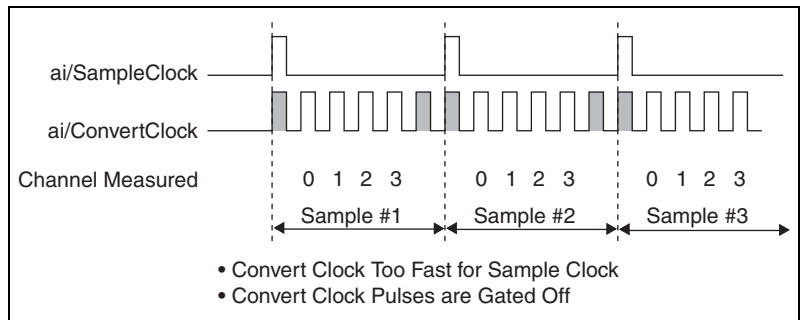 ai/SampleClock
ai/ConvertClock
Channel Measured 0 1 2 3 0 1 2 3 0 1 2 3
Sample #1 Sample #2 Sample #3
• Convert Clock Too Fast for Sample Clock
• Convert Clock Pulses are Gated Off